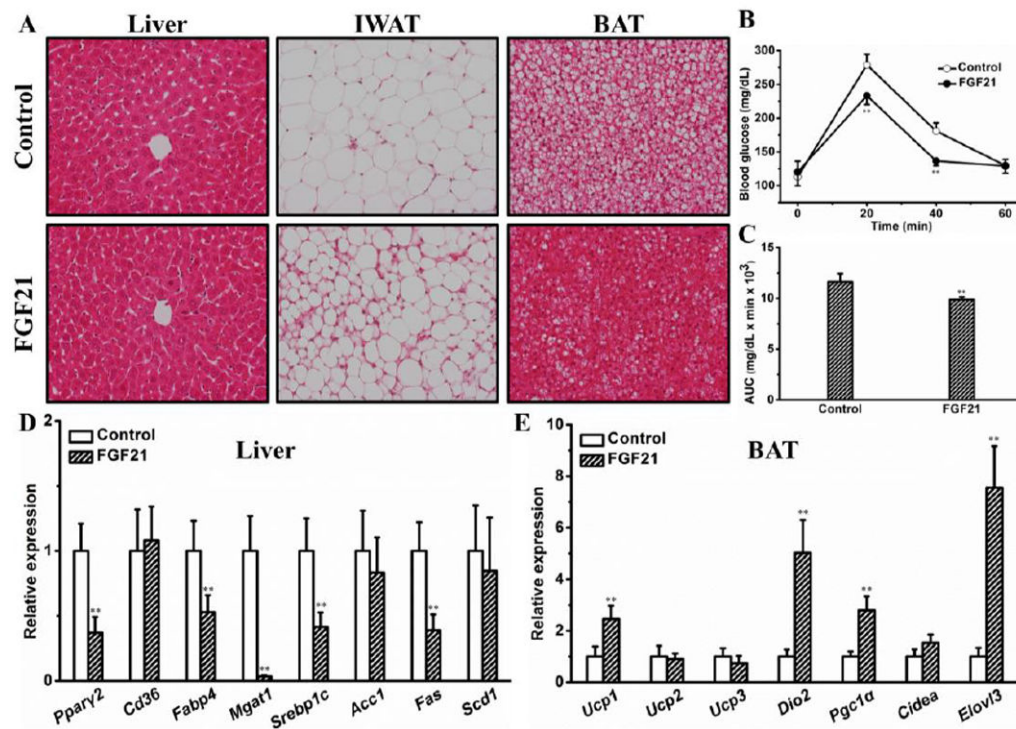 A
Liver
IWAT
BAT
Control
FGF21
B
Blood glucose (mg/dL)
300
250
200
150
100
Control
FGF21
**
**
0
20
40
60
Time (min)
C
AUC (mg/dL x min x 10³)
15
10
5
0
**
Control
FGF21
D
Liver
Control
FGF21
Relative expression
2
1
0
**
**
**
**
**
Pparγ2
Cd36
Fabp4
Mgat1
Srebp1c
Acc1
Fas
Scd1
E
BAT
Control
FGF21
Relative expression
10
8
6
4
2
0
**
**
**
**
Ucp1
Ucp2
Ucp3
Dio2
Pgc1α
Cidea
Elovl3